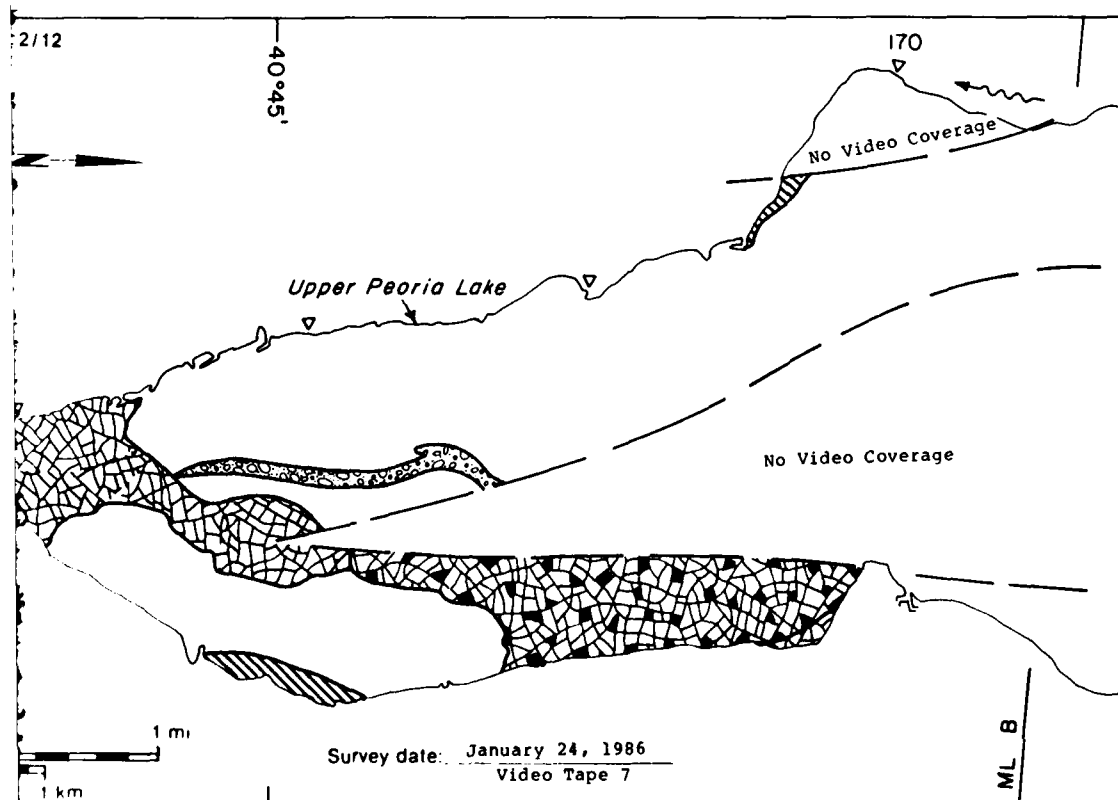 2/12
40°45'
170
No Video Coverage
Upper Peoria Lake
No Video Coverage
1 mi
1 km
Survey date: January 24, 1986
Video Tape 7
ML B